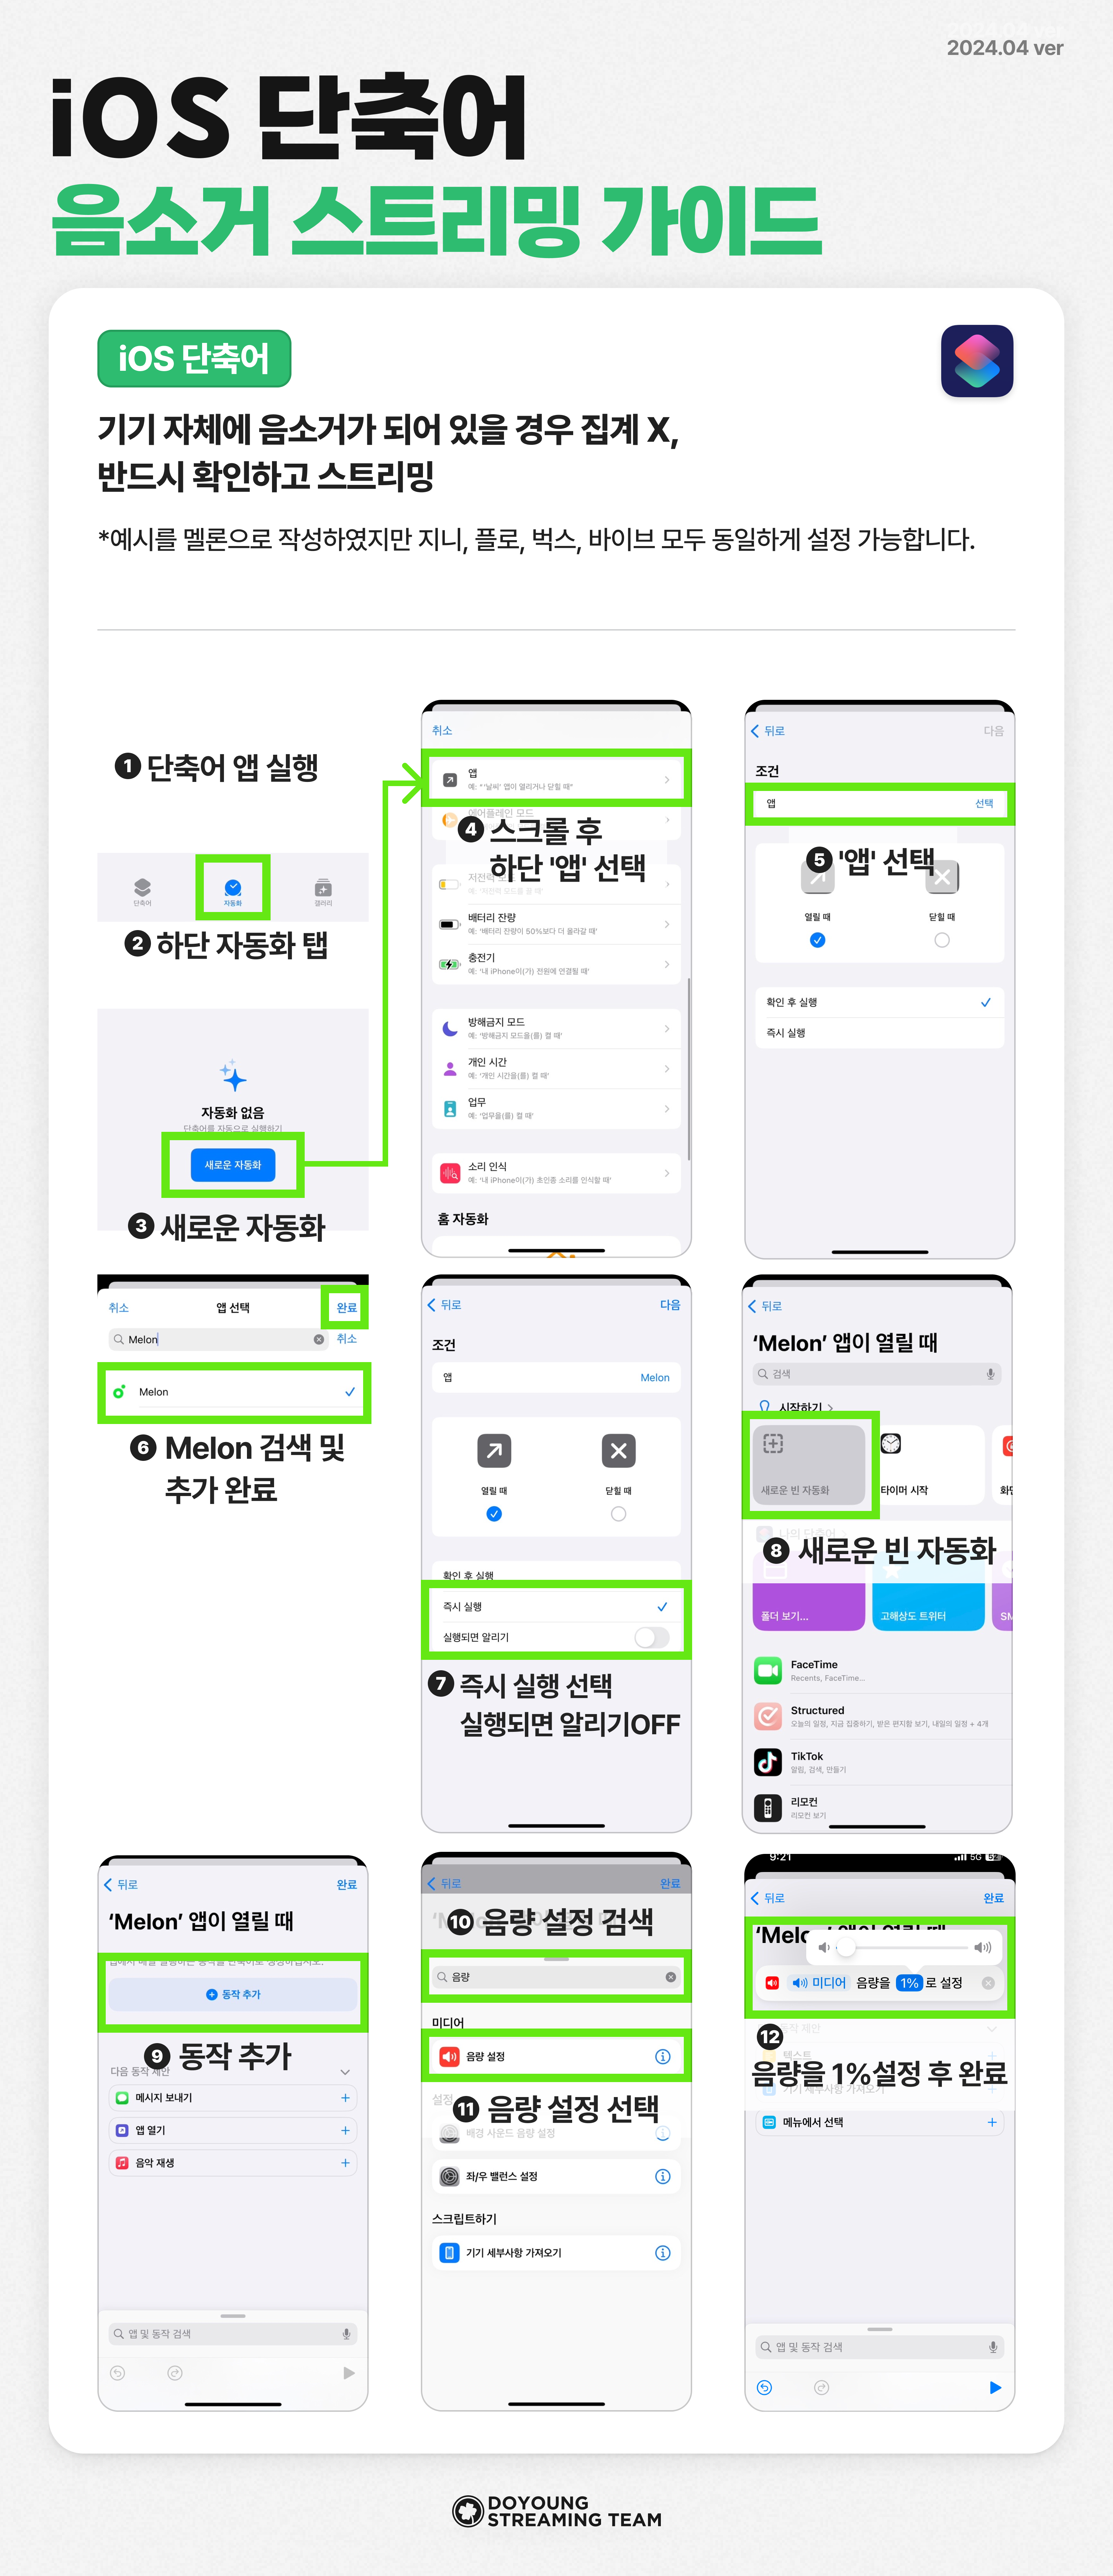 2024.04 ver
iOS 단축어
음소거 스트리밍 가이드
iOS 단축어
기기 자체에 음소거가 되어 있을 경우 집계 X,
반드시 확인하고 스트리밍
*예시를 멜론으로 작성하였지만 지니, 플로, 벅스, 바이브 모두 동일하게 설정 가능합니다.
1 단축어 앱 실행
단축어
자동화
갤러리
2 하단 자동화 탭
자동화 없음
단축어를 자동으로 실행하기
새로운 자동화
3 새로운 자동화
취소
앱
예: "'날씨' 앱이 열리거나 닫힐 때"
에어플레인 모드
4 스크롤 후
하단 '앱' 선택
저전력 모드
예: '저전력 모드를 끌 때'
배터리 잔량
예: '배터리 잔량이 50%보다 더 올라갈 때'
충전기
예: '내 iPhone이(가) 전원에 연결될 때'
방해금지 모드
예: '방해금지 모드을(를) 켤 때'
개인 시간
예: '개인 시간을(를) 켤 때'
업무
예: '업무을(를) 켤 때'
소리 인식
예: '내 iPhone이(가) 초인종 소리를 인식할 때'
홈 자동화
뒤로
다음
조건
앱
선택
5 '앱' 선택
열릴 때
닫힐 때
확인 후 실행
즉시 실행
취소
앱 선택
완료
Melon
취소
Melon
6 Melon 검색 및
추가 완료
뒤로
다음
조건
앱
Melon
열릴 때
닫힐 때
확인 후 실행
즉시 실행
실행되면 알리기
7 즉시 실행 선택
실행되면 알리기OFF
뒤로
'Melon' 앱이 열릴 때
검색
시작하기
새로운 빈 자동화
타이머 시작
화면
나의 단축어
8 새로운 빈 자동화
폴더 보기...
고해상도 트위터
SM
FaceTime
Recents, FaceTime...
Structured
오늘의 일정, 지금 집중하기, 받은 편지함 보기, 내일의 일정 + 4개
TikTok
알림, 검색, 만들기
리모컨
리모컨 보기
뒤로
완료
'Melon' 앱이 열릴 때
동작 추가
9 동작 추가
다음 동작 제안
메시지 보내기
앱 열기
음악 재생
앱 및 동작 검색
뒤로
완료
10 음량 설정 검색
음량
미디어
음량 설정
설정
11 음량 설정 선택
배경 사운드 음량 설정
좌/우 밸런스 설정
스크립트하기
기기 세부사항 가져오기
9:21
5G
52
뒤로
완료
'Melon' 앱이 열릴 때
미디어 음량을 1% 로 설정
동작 제안
12
텍스트
음량을 1%설정 후 완료
기기 세부사항 가져오기
메뉴에서 선택
앱 및 동작 검색
DOYOUNG
STREAMING TEAM